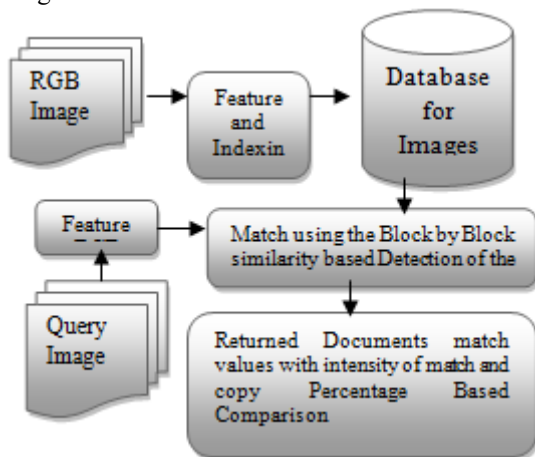 RGB
Image
Feature
and
Indexin
Database
for
Images
Feature
Match using the Block by Block
similarity based Detection of the
Query
Image
Returned Documents match
values with intensity of match and
copy Percentage Based
Comparison